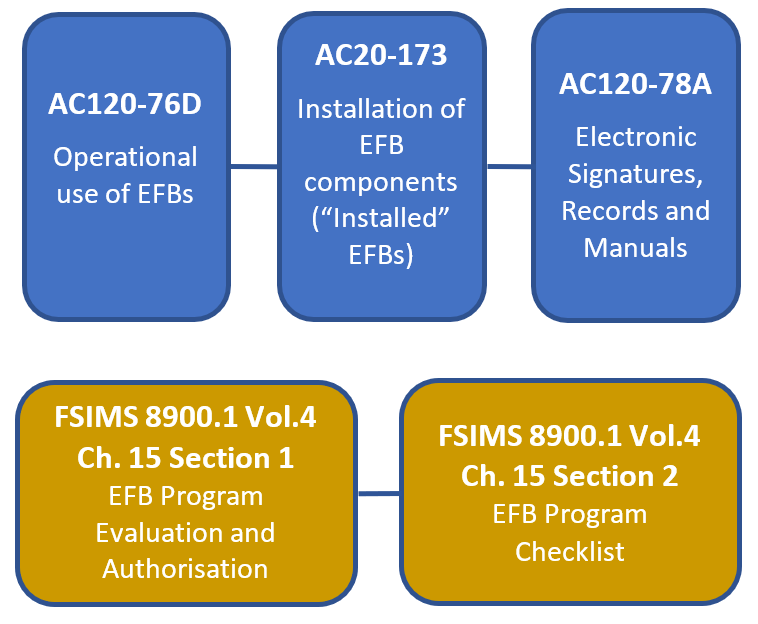 AC120-76D
Operational
use of EFBs
AC20-173
Installation of
EFB
components
(“Installed”
EFBs)
AC120-78A
Electronic
Signatures,
Records and
Manuals
FSIMS 8900.1 Vol.4
Ch. 15 Section 1
EFB Program
Evaluation and
Authorisation
FSIMS 8900.1 Vol.4
Ch. 15 Section 2
EFB Program
Checklist